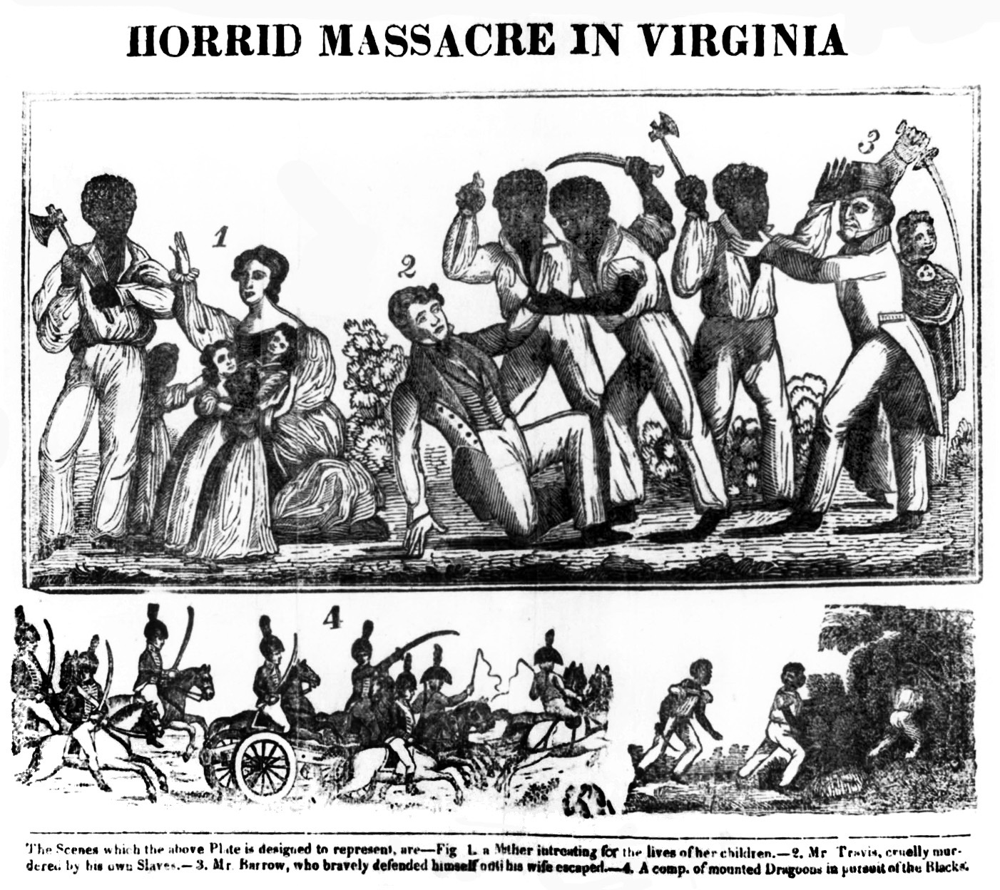 HORRID MASSACRE IN VIRGINIA
1
2
3
4
The Scenes which the above Plate is designed to represent, are—Fig 1. a Mother intreating for the lives of her children.—2. Mr Travis, cruelly mur-
dered by his own Slaves.—3. Mr. Barrow, who bravely defended himself until his wife escaped.—4. A comp. of mounted Dragoons in pursuit of the Blacks.